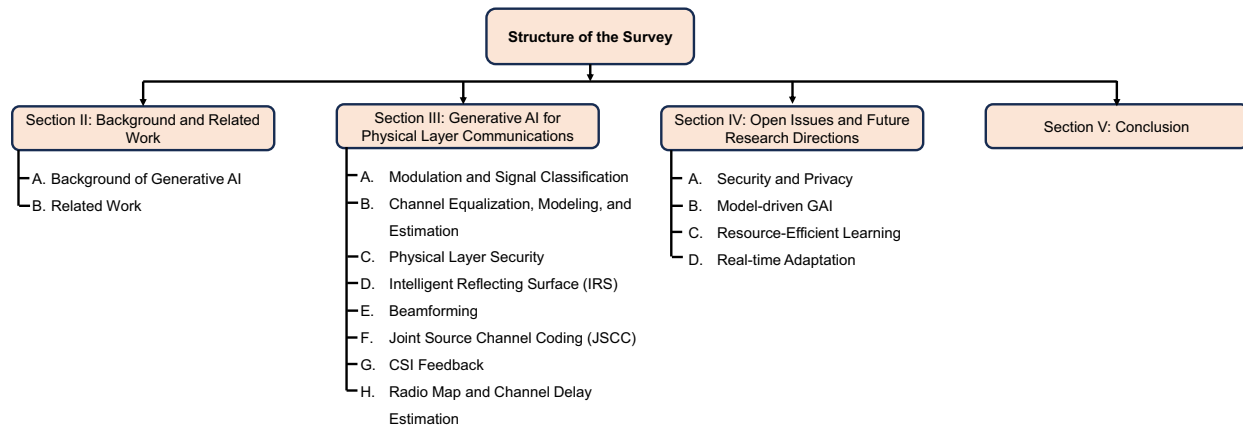 Structure of the Survey
Section II: Background and Related
Work
A. Background of Generative AI
B. Related Work
Section III: Generative AI for
Physical Layer Communications
A. Modulation and Signal Classification
B. Channel Equalization, Modeling, and
Estimation
C. Physical Layer Security
D. Intelligent Reflecting Surface (IRS)
E. Beamforming
F. Joint Source Channel Coding (JSCC)
G. CSI Feedback
H. Radio Map and Channel Delay
Estimation
Section IV: Open Issues and Future
Research Directions
A. Security and Privacy
B. Model-driven GAI
C. Resource-Efficient Learning
D. Real-time Adaptation
Section V: Conclusion